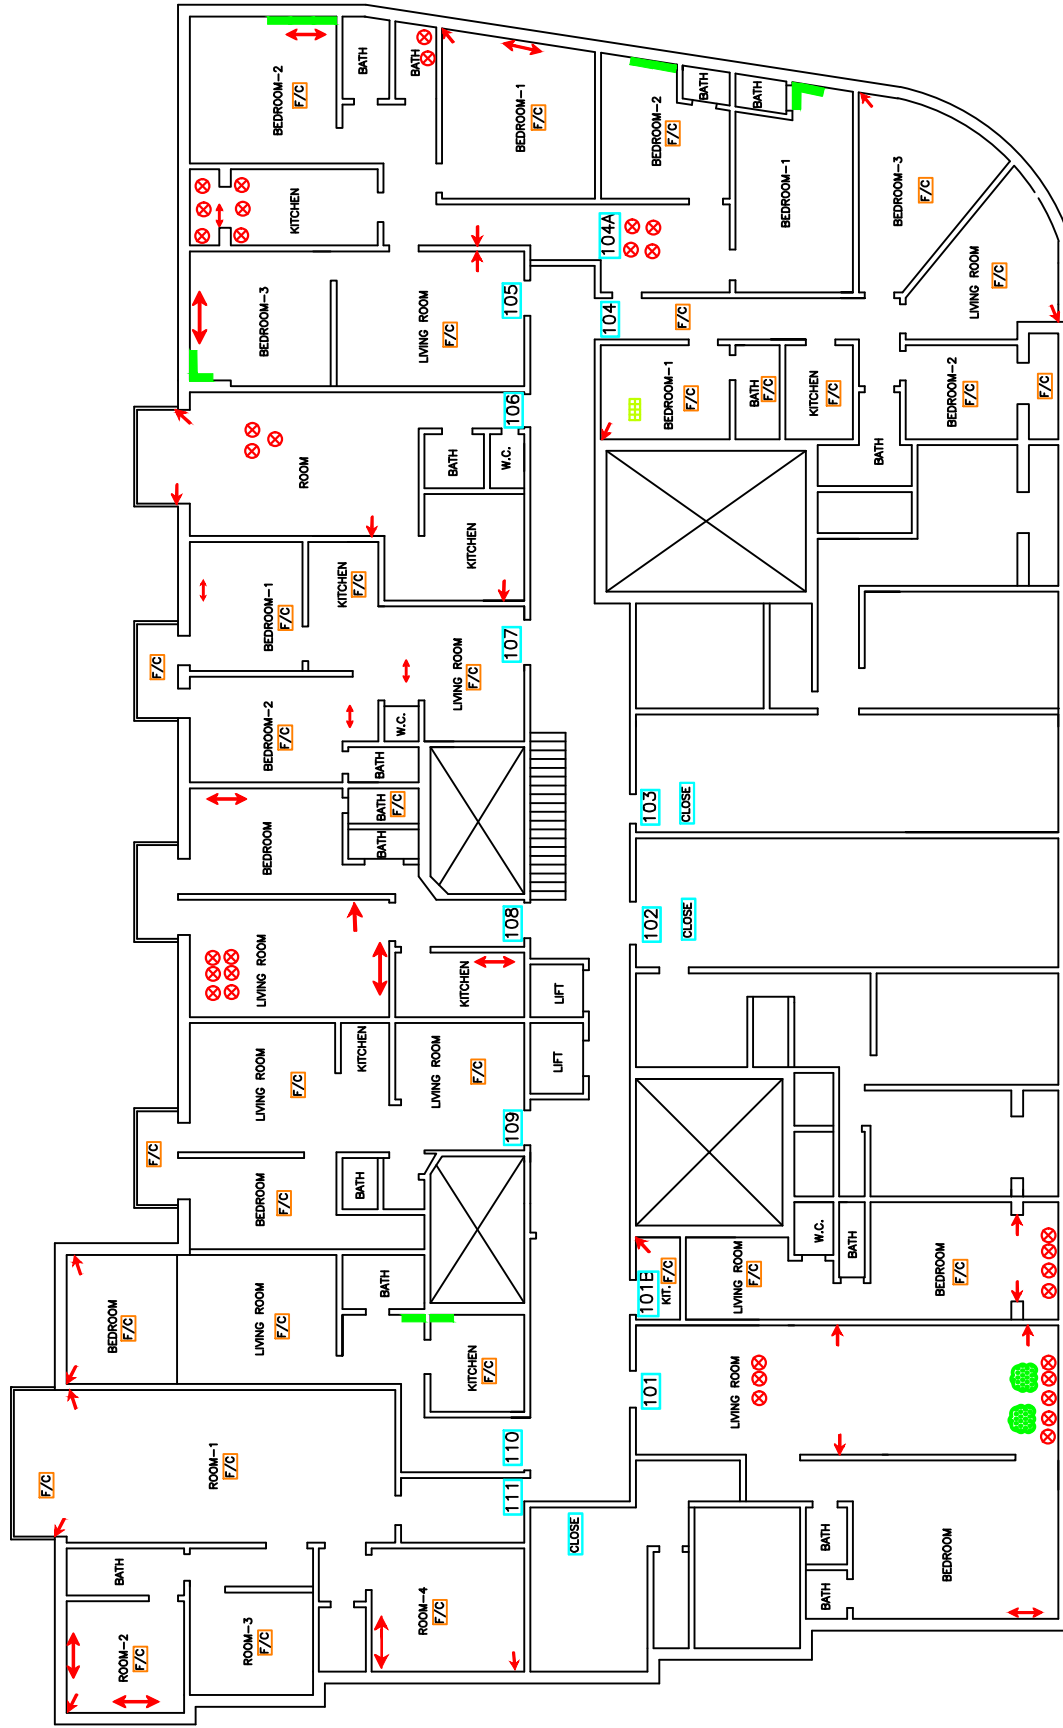 BEDROOM-2
F/C
BATH
BATH
BEDROOM-1
F/C
BEDROOM-2
F/C
BATH
BATH
BEDROOM-1
BEDROOM-3
F/C
LIVING ROOM
F/C
KITCHEN
104A
BEDROOM-3
LIVING ROOM
F/C
105
104
F/C
BEDROOM-1
F/C
BATH
F/C
KITCHEN
F/C
BEDROOM-2
F/C
F/C
BATH
106
ROOM
BATH
W.C.
KITCHEN
BEDROOM-1
F/C
KITCHEN
F/C
F/C
107
LIVING ROOM
F/C
BEDROOM-2
F/C
W.C.
BATH
BEDROOM
BATH
F/C
BATH
103
CLOSE
108
102
CLOSE
LIVING ROOM
KITCHEN
LIFT
LIVING ROOM
F/C
KITCHEN
LIVING ROOM
F/C
LIFT
109
F/C
BEDROOM
F/C
BATH
W.C.
BATH
BEDROOM
F/C
LIVING ROOM
F/C
KIT.
F/C
101B
BEDROOM
F/C
LIVING ROOM
F/C
BATH
KITCHEN
F/C
101
LIVING ROOM
110
111
ROOM-1
F/C
F/C
CLOSE
BATH
BATH
BEDROOM
BATH
ROOM-2
F/C
ROOM-3
F/C
ROOM-4
F/C